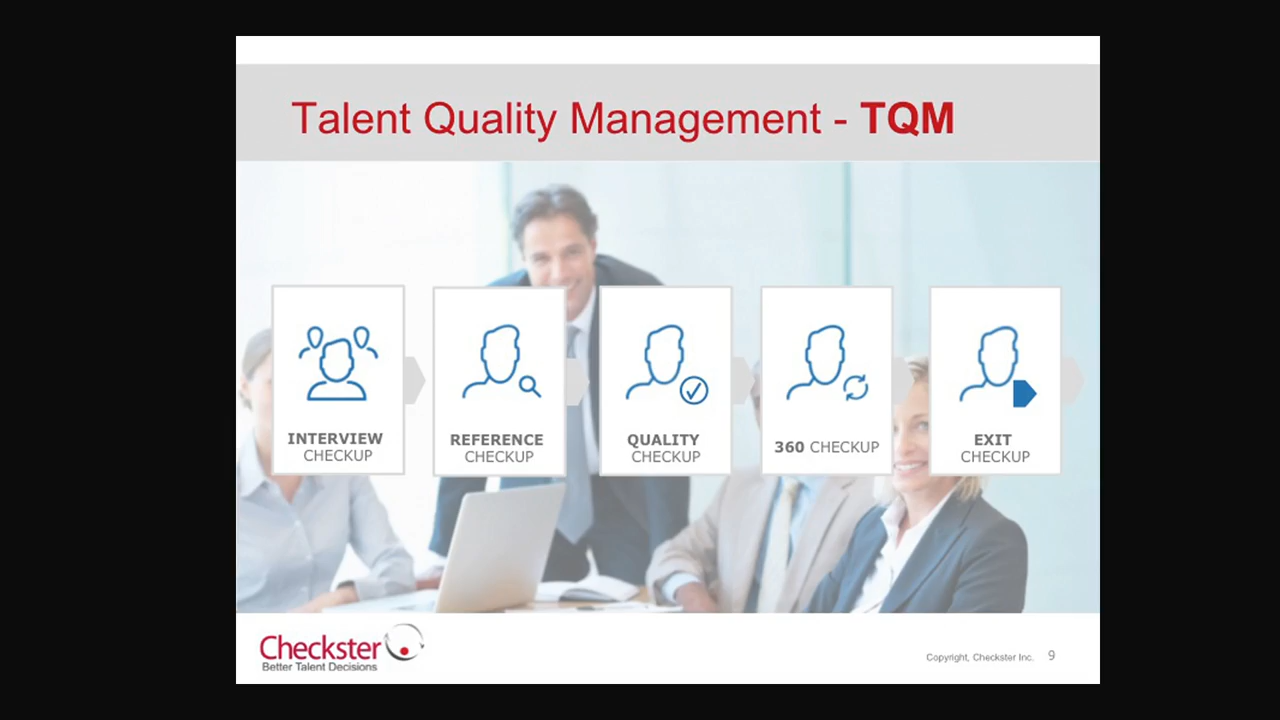 Talent Quality Management - TQM
INTERVIEW
CHECKUP
REFERENCE
CHECKUP
QUALITY
CHECKUP
360 CHECKUP
EXIT
CHECKUP
Checkster
Better Talent Decisions
Copyright, Checkster Inc. 9